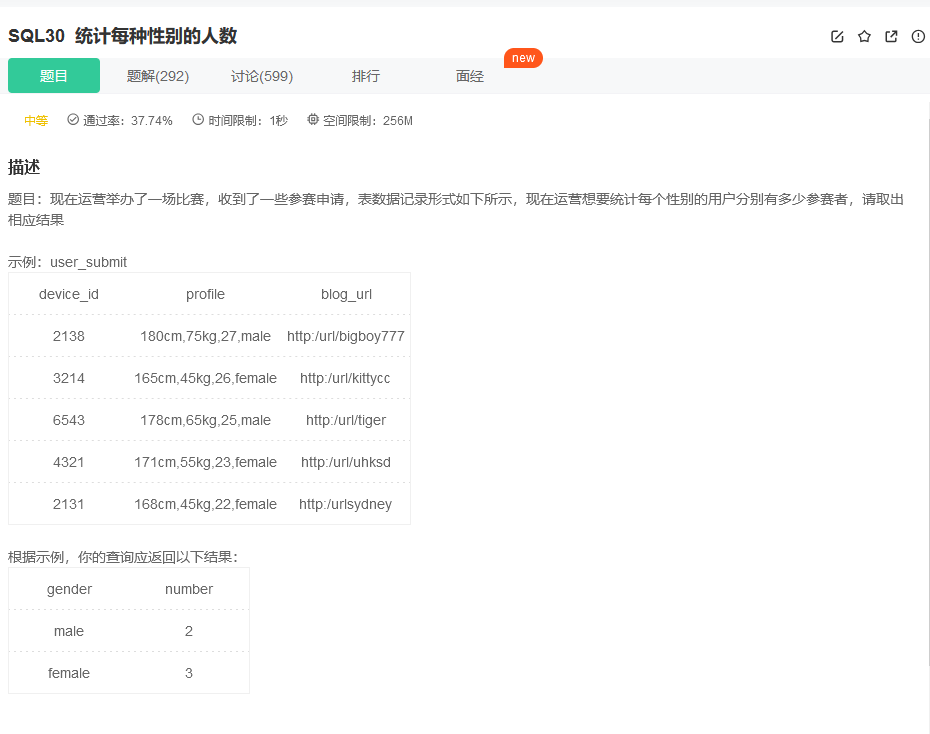 SQL30 统计每种性别的人数
题目 题解(292) 讨论(599) 排行 面经 new
中等 通过率：37.74% 时间限制：1秒 空间限制：256M
描述
题目：现在运营举办了一场比赛，收到了一些参赛申请，表数据记录形式如下所示，现在运营想要统计每个性别的用户分别有多少参赛者，请取出
相应结果
示例：user_submit
device_id profile blog_url
2138 180cm,75kg,27,male http:/url/bigboy777
3214 165cm,45kg,26,female http:/url/kittycc
6543 178cm,65kg,25,male http:/url/tiger
4321 171cm,55kg,23,female http:/url/uhksd
2131 168cm,45kg,22,female http:/urlsydney
根据示例，你的查询应返回以下结果：
gender number
male 2
female 3